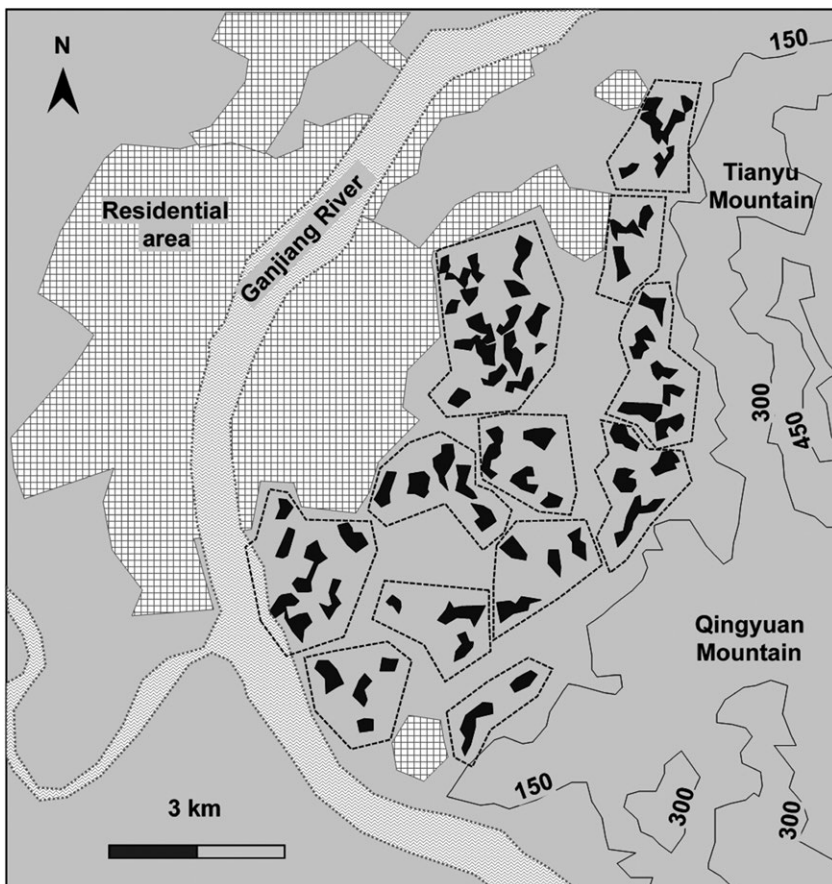 N
150
Tianyu
Mountain
Residential
area
Ganjiang River
300
450
Qingyuan
Mountain
150
300
300
3 km